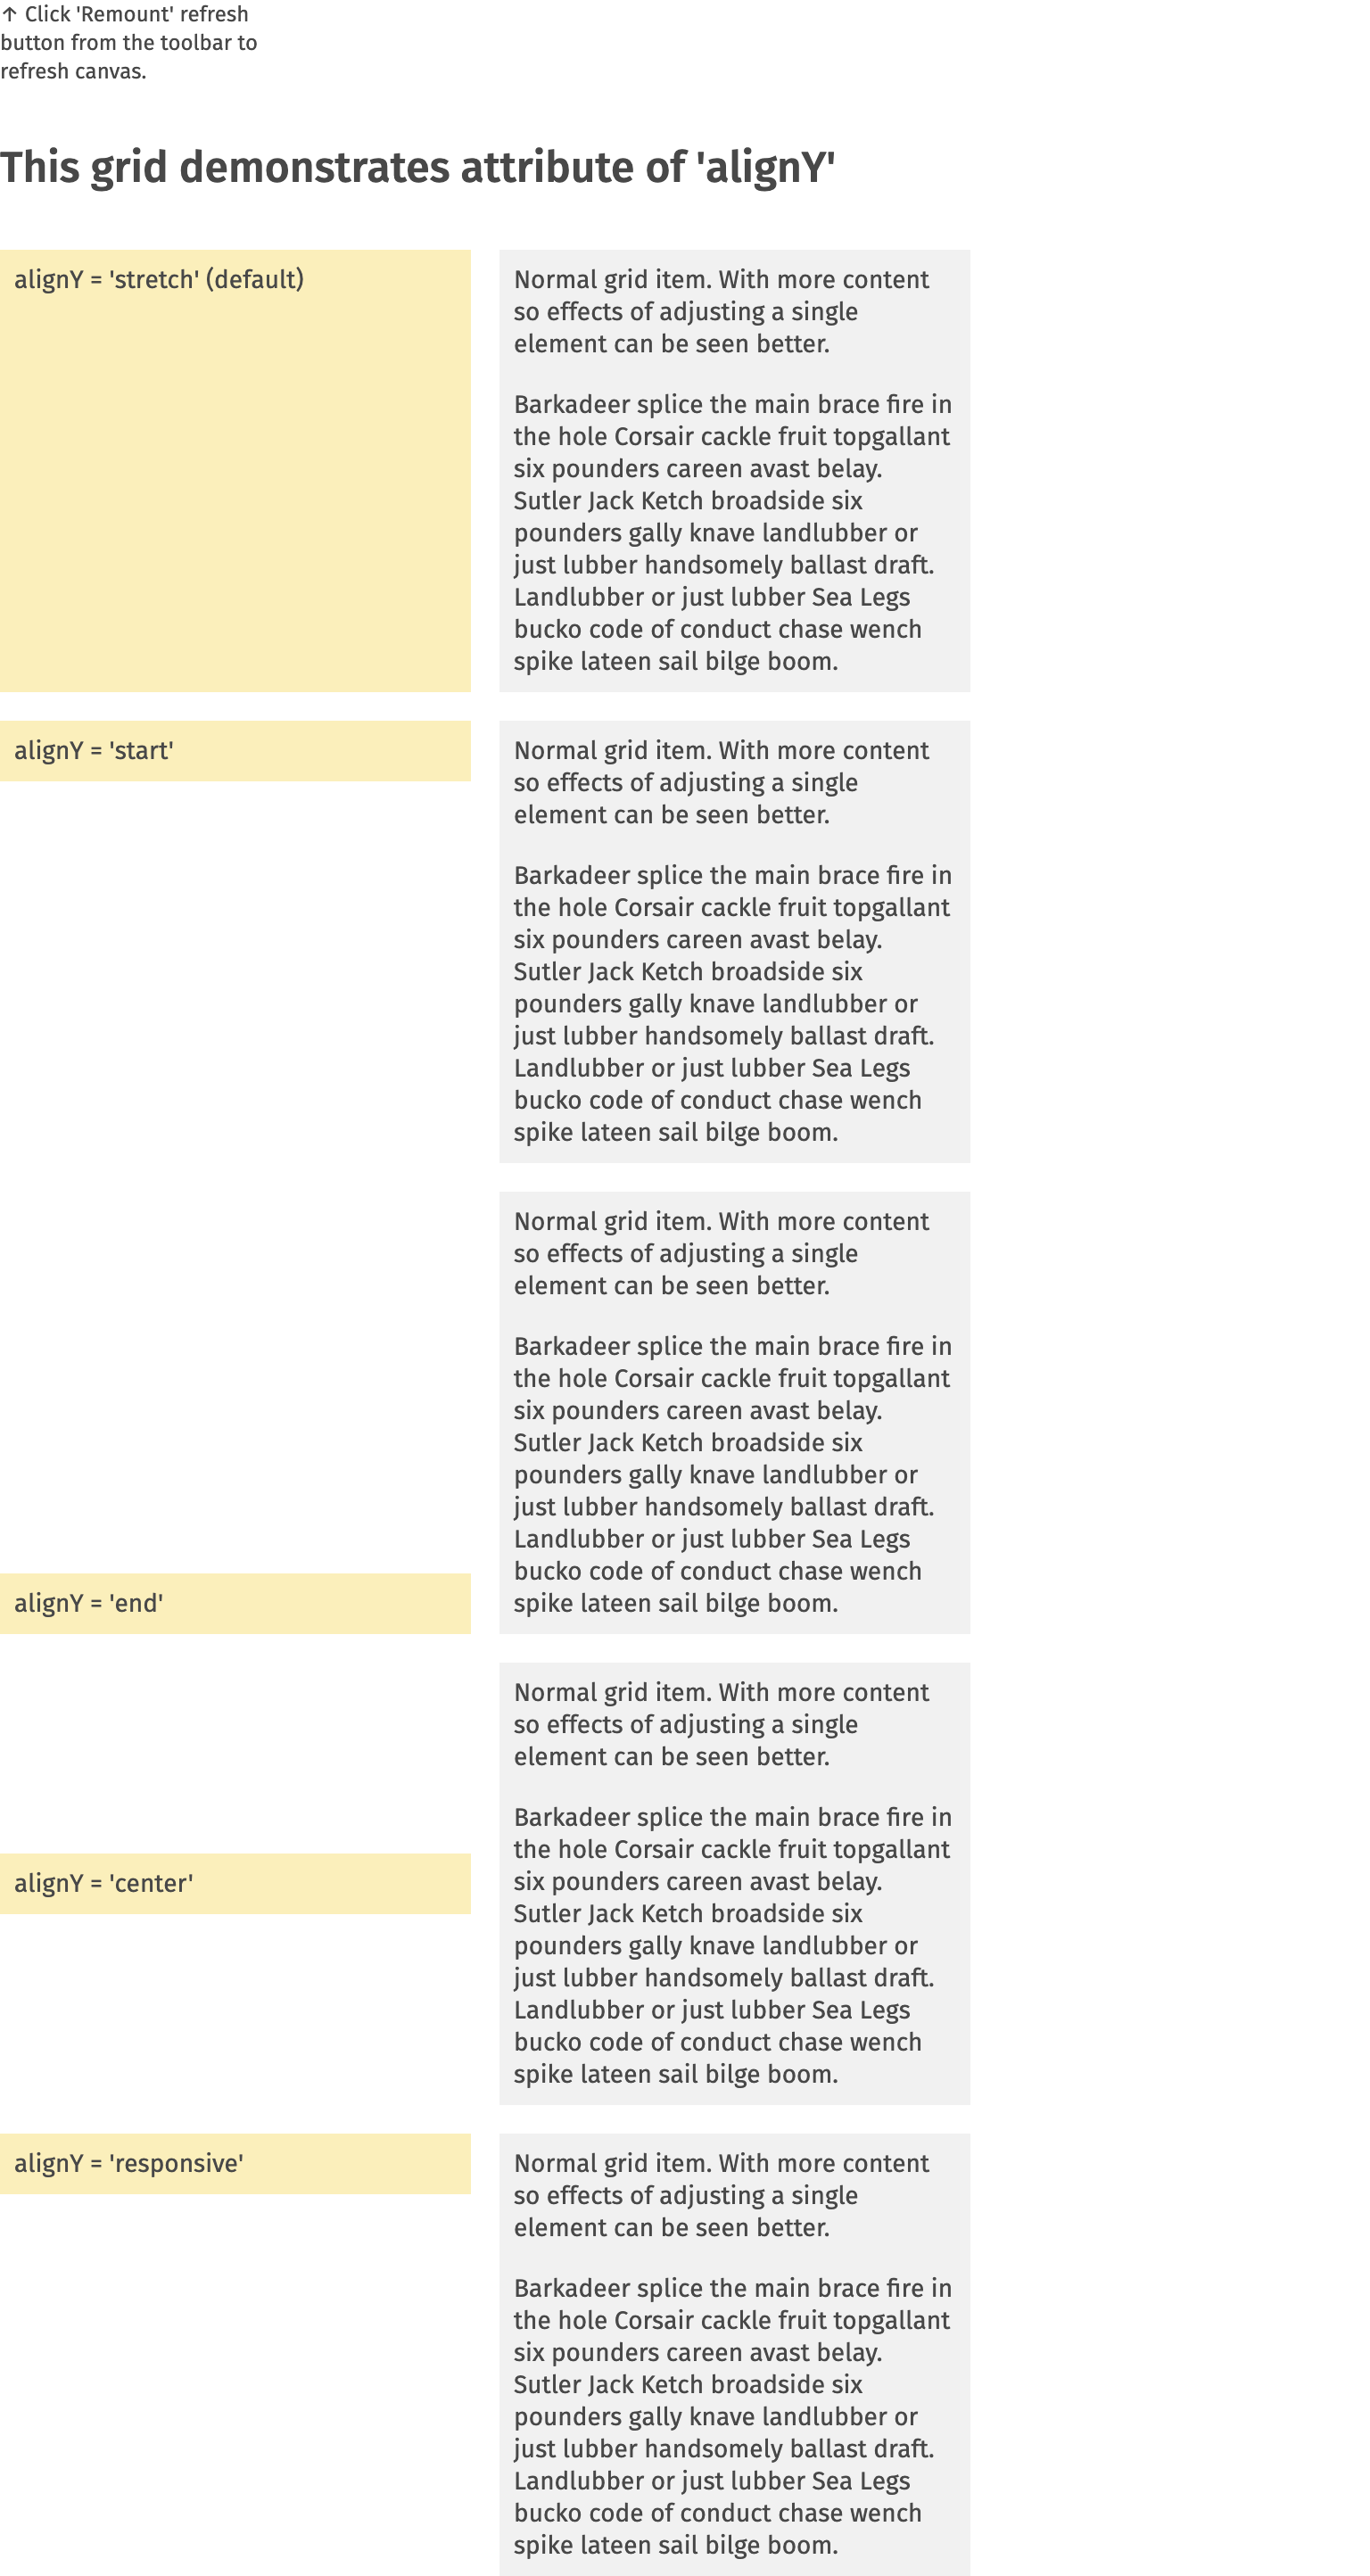 ↑ Click 'Remount' refresh
button from the toolbar to
refresh canvas.
This grid demonstrates attribute of 'alignY'
alignY = 'stretch' (default)
Normal grid item. With more content
so effects of adjusting a single
element can be seen better.
Barkadeer splice the main brace fire in
the hole Corsair cackle fruit topgallant
six pounders careen avast belay.
Sutler Jack Ketch broadside six
pounders gally knave landlubber or
just lubber handsomely ballast draft.
Landlubber or just lubber Sea Legs
bucko code of conduct chase wench
spike lateen sail bilge boom.
alignY = 'start'
Normal grid item. With more content
so effects of adjusting a single
element can be seen better.
Barkadeer splice the main brace fire in
the hole Corsair cackle fruit topgallant
six pounders careen avast belay.
Sutler Jack Ketch broadside six
pounders gally knave landlubber or
just lubber handsomely ballast draft.
Landlubber or just lubber Sea Legs
bucko code of conduct chase wench
spike lateen sail bilge boom.
alignY = 'end'
Normal grid item. With more content
so effects of adjusting a single
element can be seen better.
Barkadeer splice the main brace fire in
the hole Corsair cackle fruit topgallant
six pounders careen avast belay.
Sutler Jack Ketch broadside six
pounders gally knave landlubber or
just lubber handsomely ballast draft.
Landlubber or just lubber Sea Legs
bucko code of conduct chase wench
spike lateen sail bilge boom.
alignY = 'center'
Normal grid item. With more content
so effects of adjusting a single
element can be seen better.
Barkadeer splice the main brace fire in
the hole Corsair cackle fruit topgallant
six pounders careen avast belay.
Sutler Jack Ketch broadside six
pounders gally knave landlubber or
just lubber handsomely ballast draft.
Landlubber or just lubber Sea Legs
bucko code of conduct chase wench
spike lateen sail bilge boom.
alignY = 'responsive'
Normal grid item. With more content
so effects of adjusting a single
element can be seen better.
Barkadeer splice the main brace fire in
the hole Corsair cackle fruit topgallant
six pounders careen avast belay.
Sutler Jack Ketch broadside six
pounders gally knave landlubber or
just lubber handsomely ballast draft.
Landlubber or just lubber Sea Legs
bucko code of conduct chase wench
spike lateen sail bilge boom.